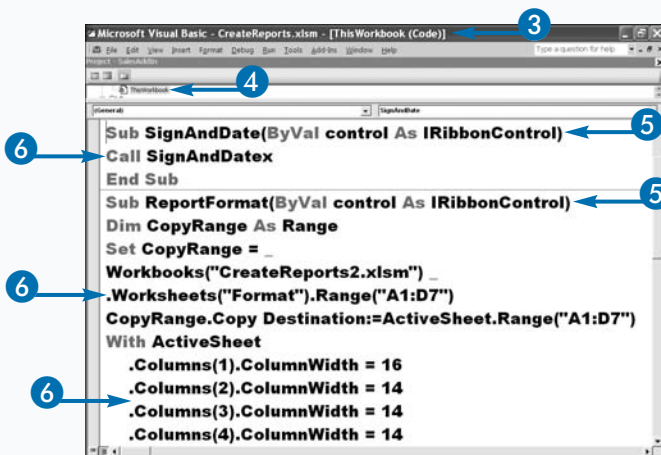 Microsoft Visual Basic - CreateReports.xlsm - [ThisWorkbook (Code)]
3
File Edit View Insert Format Debug Run Tools Add-Ins Window Help
Type a question for help
Project - SalesAddIn
ThisWorkbook
4
(General)
SignAndDate
Sub SignAndDate(ByVal control As IRibbonControl)
5
6
Call SignAndDatex
End Sub
Sub ReportFormat(ByVal control As IRibbonControl)
5
Dim CopyRange As Range
Set CopyRange = _
Workbooks("CreateReports2.xlsm") _
6
.Worksheets("Format").Range("A1:D7")
CopyRange.Copy Destination:=ActiveSheet.Range("A1:D7")
With ActiveSheet
.Columns(1).ColumnWidth = 16
.Columns(2).ColumnWidth = 14
6
.Columns(3).ColumnWidth = 14
.Columns(4).ColumnWidth = 14